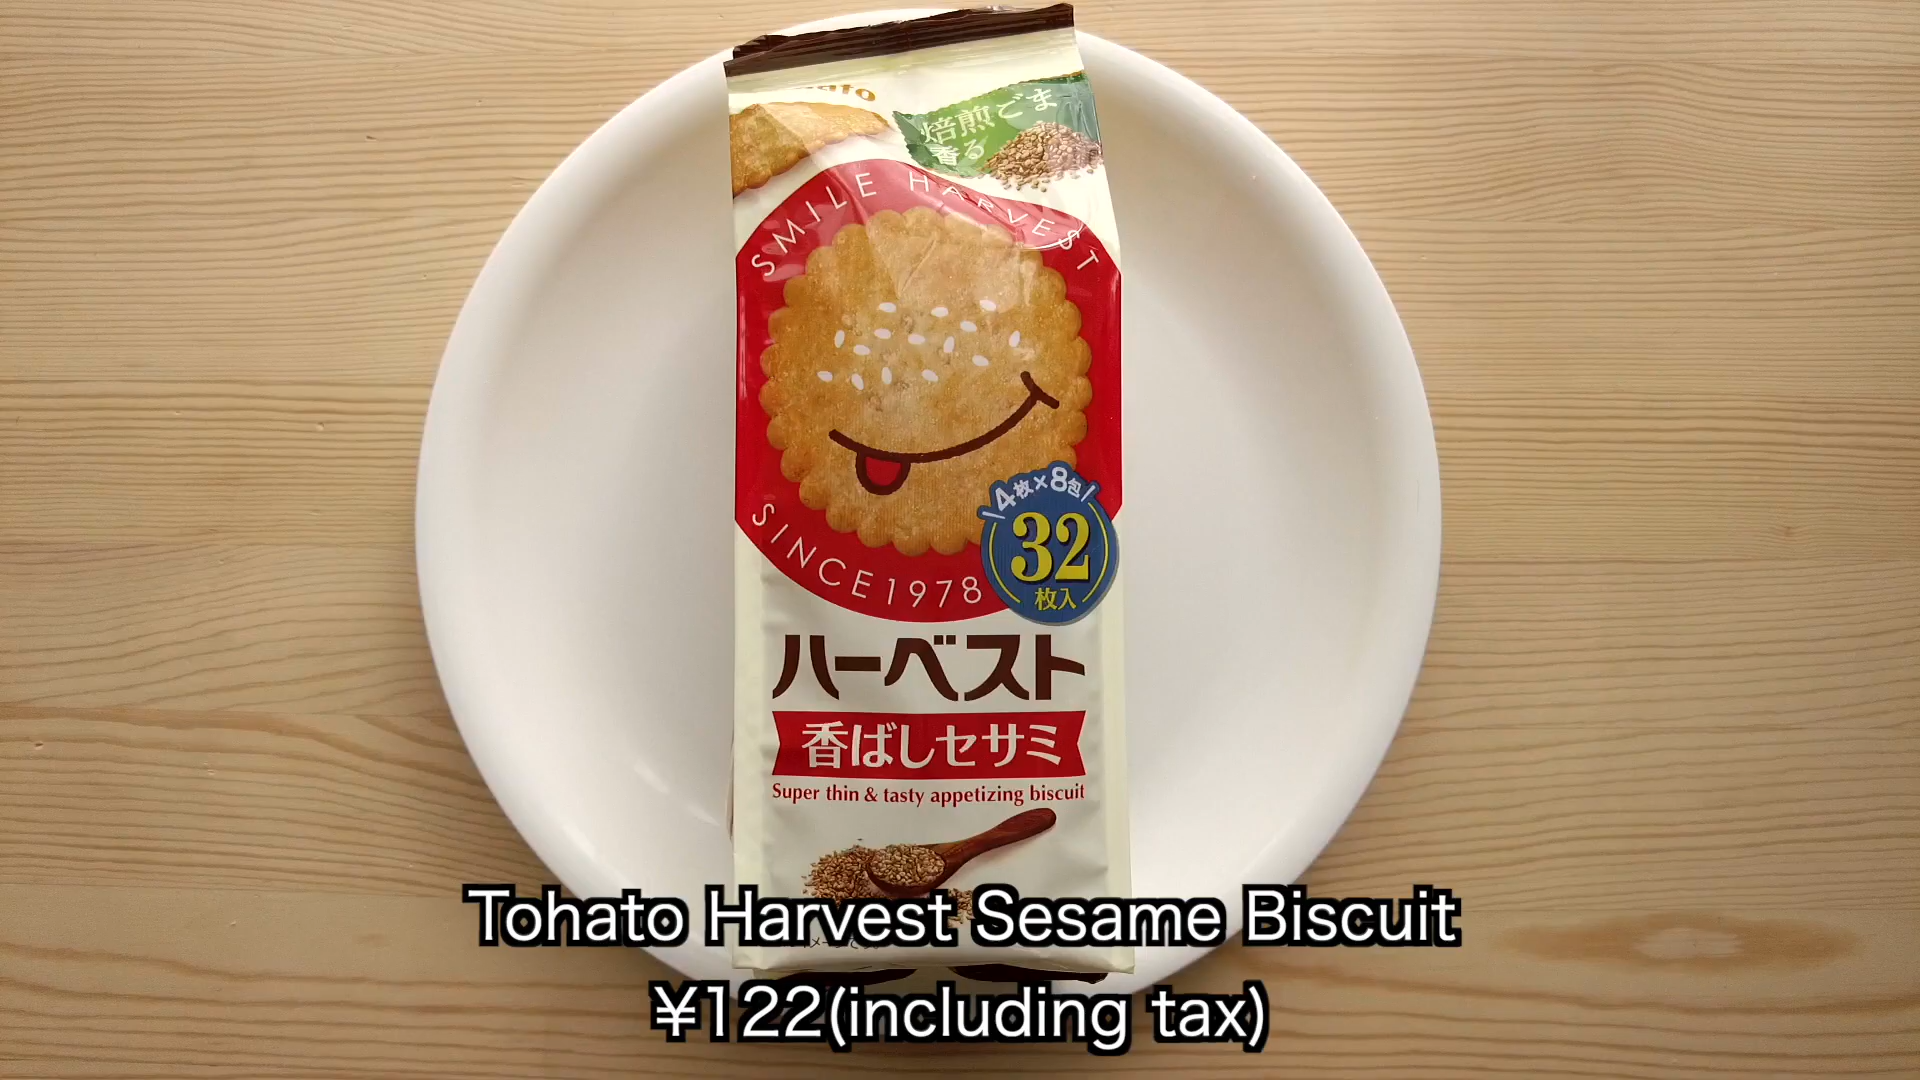 焙煎ごま
香る
SMILE HARVEST
4枚×8包
32
枚入
SINCE 1978
ハーベスト
香ばしセサミ
Super thin & tasty appetizing biscuit
Tohato Harvest Sesame Biscuit
¥122(including tax)